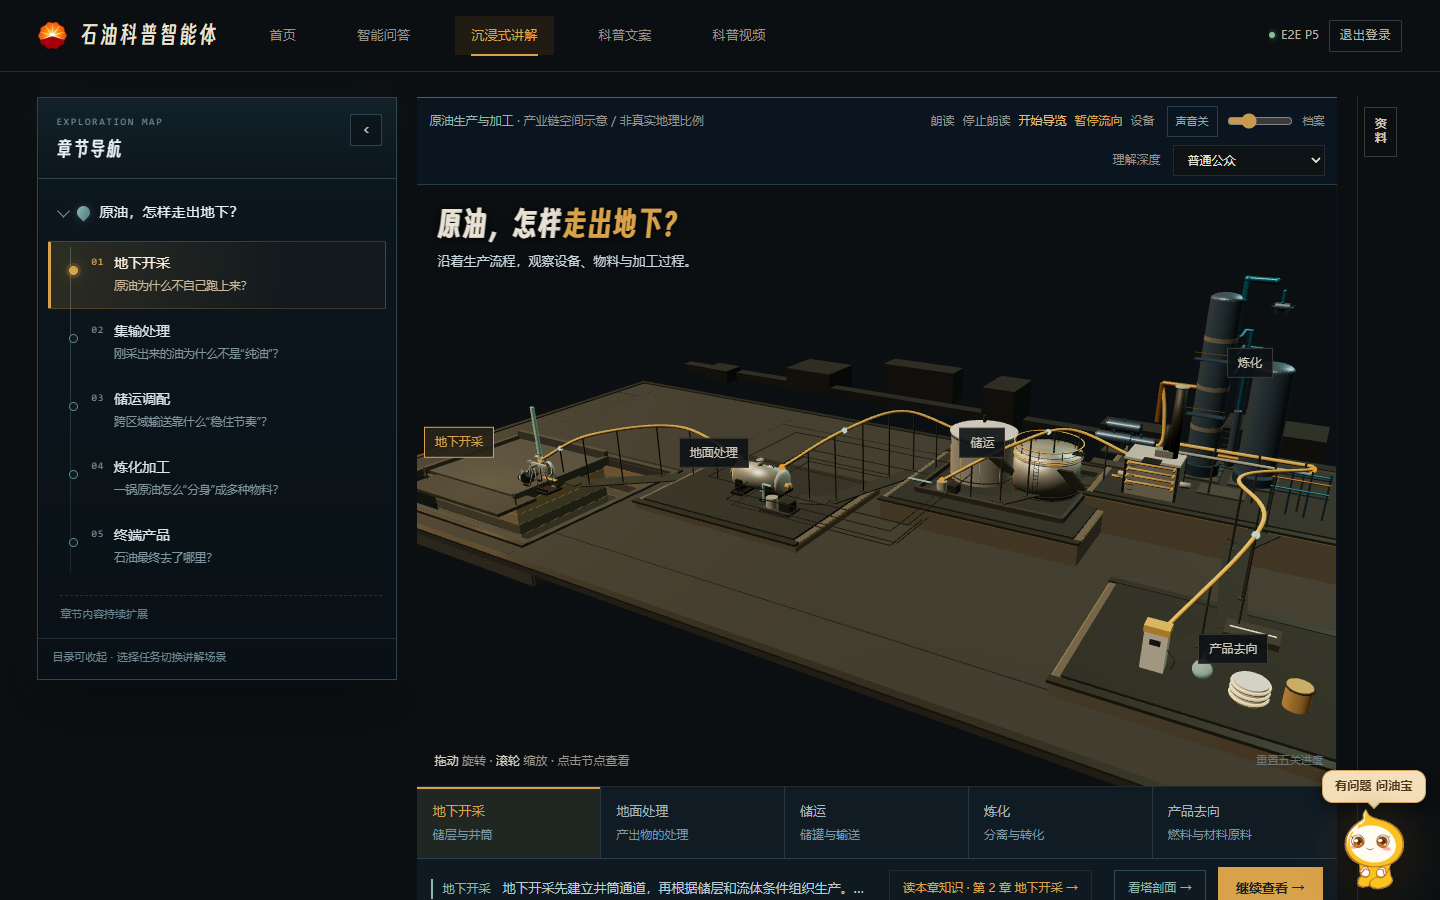 石油科普智能体
首页
智能问答
沉浸式讲解
科普文案
科普视频
E2E P5
退出登录
EXPLORATION MAP
章节导航
原油，怎样走出地下？
01 地下开采
原油为什么不自己跑上来？
02 集输处理
刚采出来的油为什么不是“纯油”？
03 储运调配
跨区域输送靠什么“稳住节奏”？
04 炼化加工
一锅原油怎么“分身”成多种物料？
05 终端产品
石油最终去了哪里？
章节内容持续扩展
目录可收起 · 选择任务切换讲解场景
原油生产与加工 · 产业链空间示意 / 非真实地理比例
朗读 停止朗读 开始导览 暂停流向 设备 声音关 档案
理解深度 普通公众
原油，怎样走出地下？
沿着生产流程，观察设备、物料与加工过程。
炼化
地下开采
地面处理
储运
产品去向
拖动 旋转 · 滚轮 缩放 · 点击节点查看
重置五关进度
地下开采
储层与井筒
地面处理
产出物的处理
储运
储罐与输送
炼化
分离与转化
产品去向
燃料与材料原料
地下开采 地下开采先建立井筒通道，再根据储层和流体条件组织生产。...
读本章知识 · 第 2 章 地下开采 →
看塔剖面 →
继续查看 →
资料
有问题 问油宝